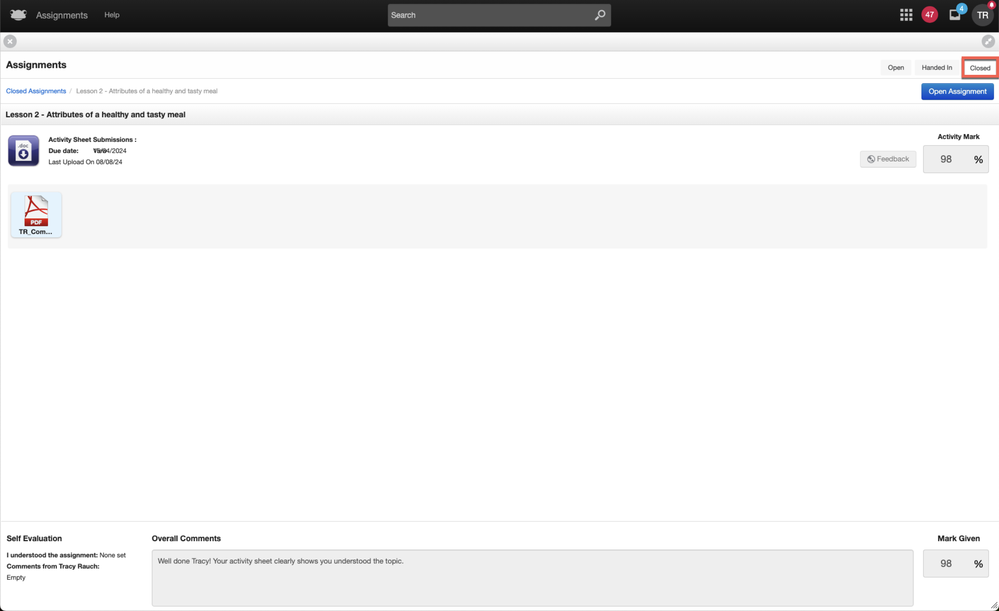 Assignments Help Search 47 4 TR
Assignments Open Handed In Closed
Closed Assignments / Lesson 2 - Attributes of a healthy and tasty meal Open Assignment
Lesson 2 - Attributes of a healthy and tasty meal
Activity Mark
.doc
Activity Sheet Submissions :
Due date: 15/04/2024
View
Last Upload On 08/08/24
Feedback 98 %
PDF
TR_Com...
Self Evaluation
I understood the assignment: None set
Comments from Tracy Rauch:
Empty
Overall Comments
Well done Tracy! Your activity sheet clearly shows you understood the topic.
Mark Given
98 %